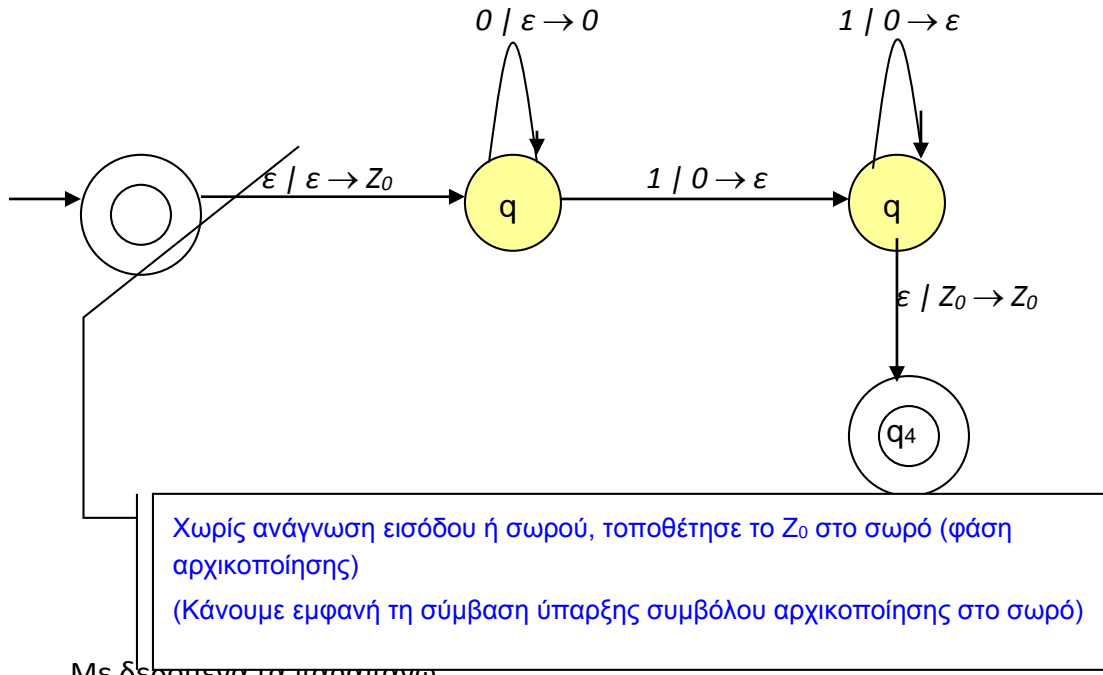 0 | ε → 0
1 | 0 → ε
ε | ε → Z₀
q
1 | 0 → ε
q
ε | Z₀ → Z₀
q₄
Χωρίς ανάγνωση εισόδου ή σωρού, τοποθέτησε το Z₀ στο σωρό (φάση
αρχικοποίησης)
(Κάνουμε εμφανή τη σύμβαση ύπαρξης συμβόλου αρχικοποίησης στο σωρό)
Με